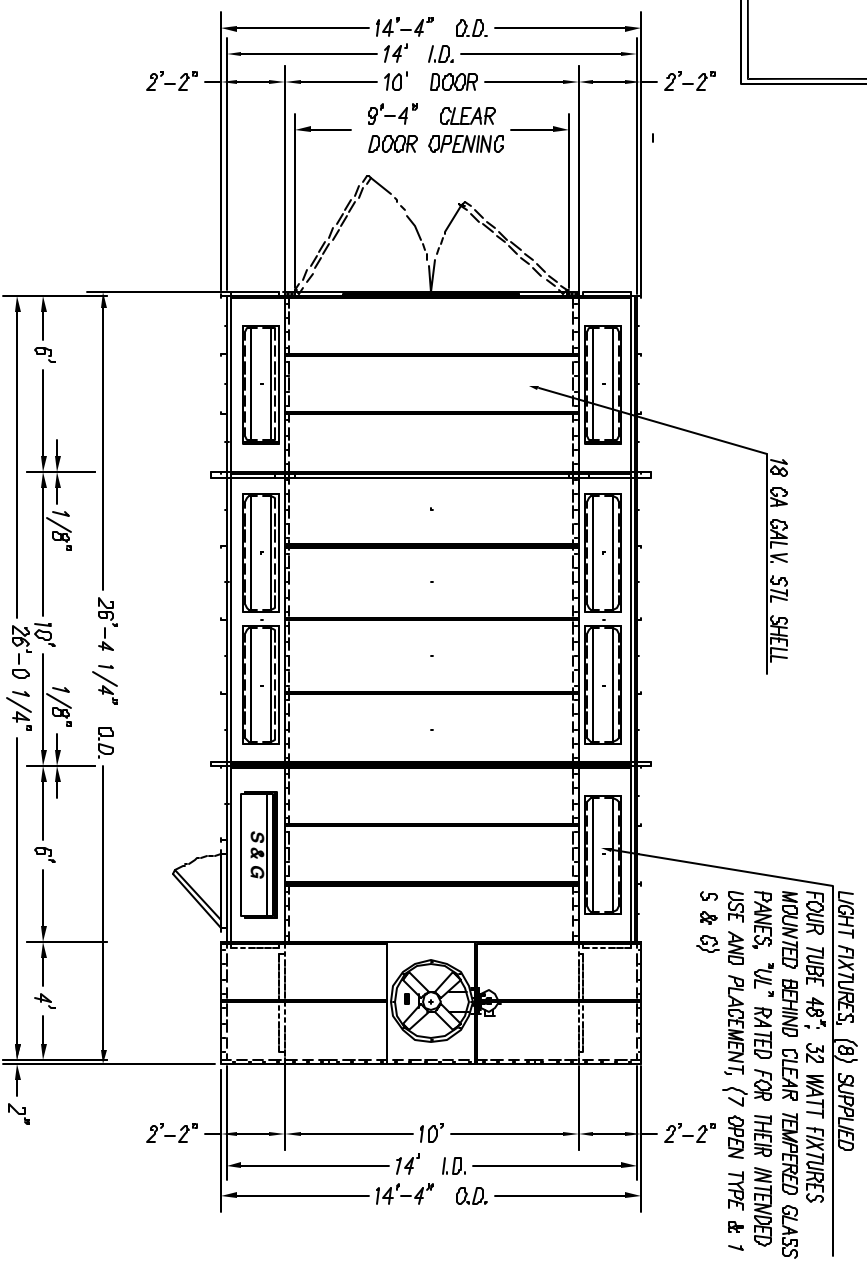 14'-4" O.D.
14' I.D.
2'-2"
10' DOOR
2'-2"
9'-4" CLEAR
DOOR OPENING
18 GA GALV. STL SHELL
6'
1/8"
10'
1/8"
6'
4'
26'-0 1/4"
2"
26'-4 1/4" O.D.
S & G
LIGHT FIXTURES, (8) SUPPLIED
FOUR TUBE 48", 32 WATT FIXTURES
MOUNTED BEHIND CLEAR TEMPERED GLASS
PANES, "UL" RATED FOR THEIR INTENDED
USE AND PLACEMENT, (7 OPEN TYPE & 1
S & G)
2'-2"
10'
2'-2"
14' I.D.
14'-4" O.D.